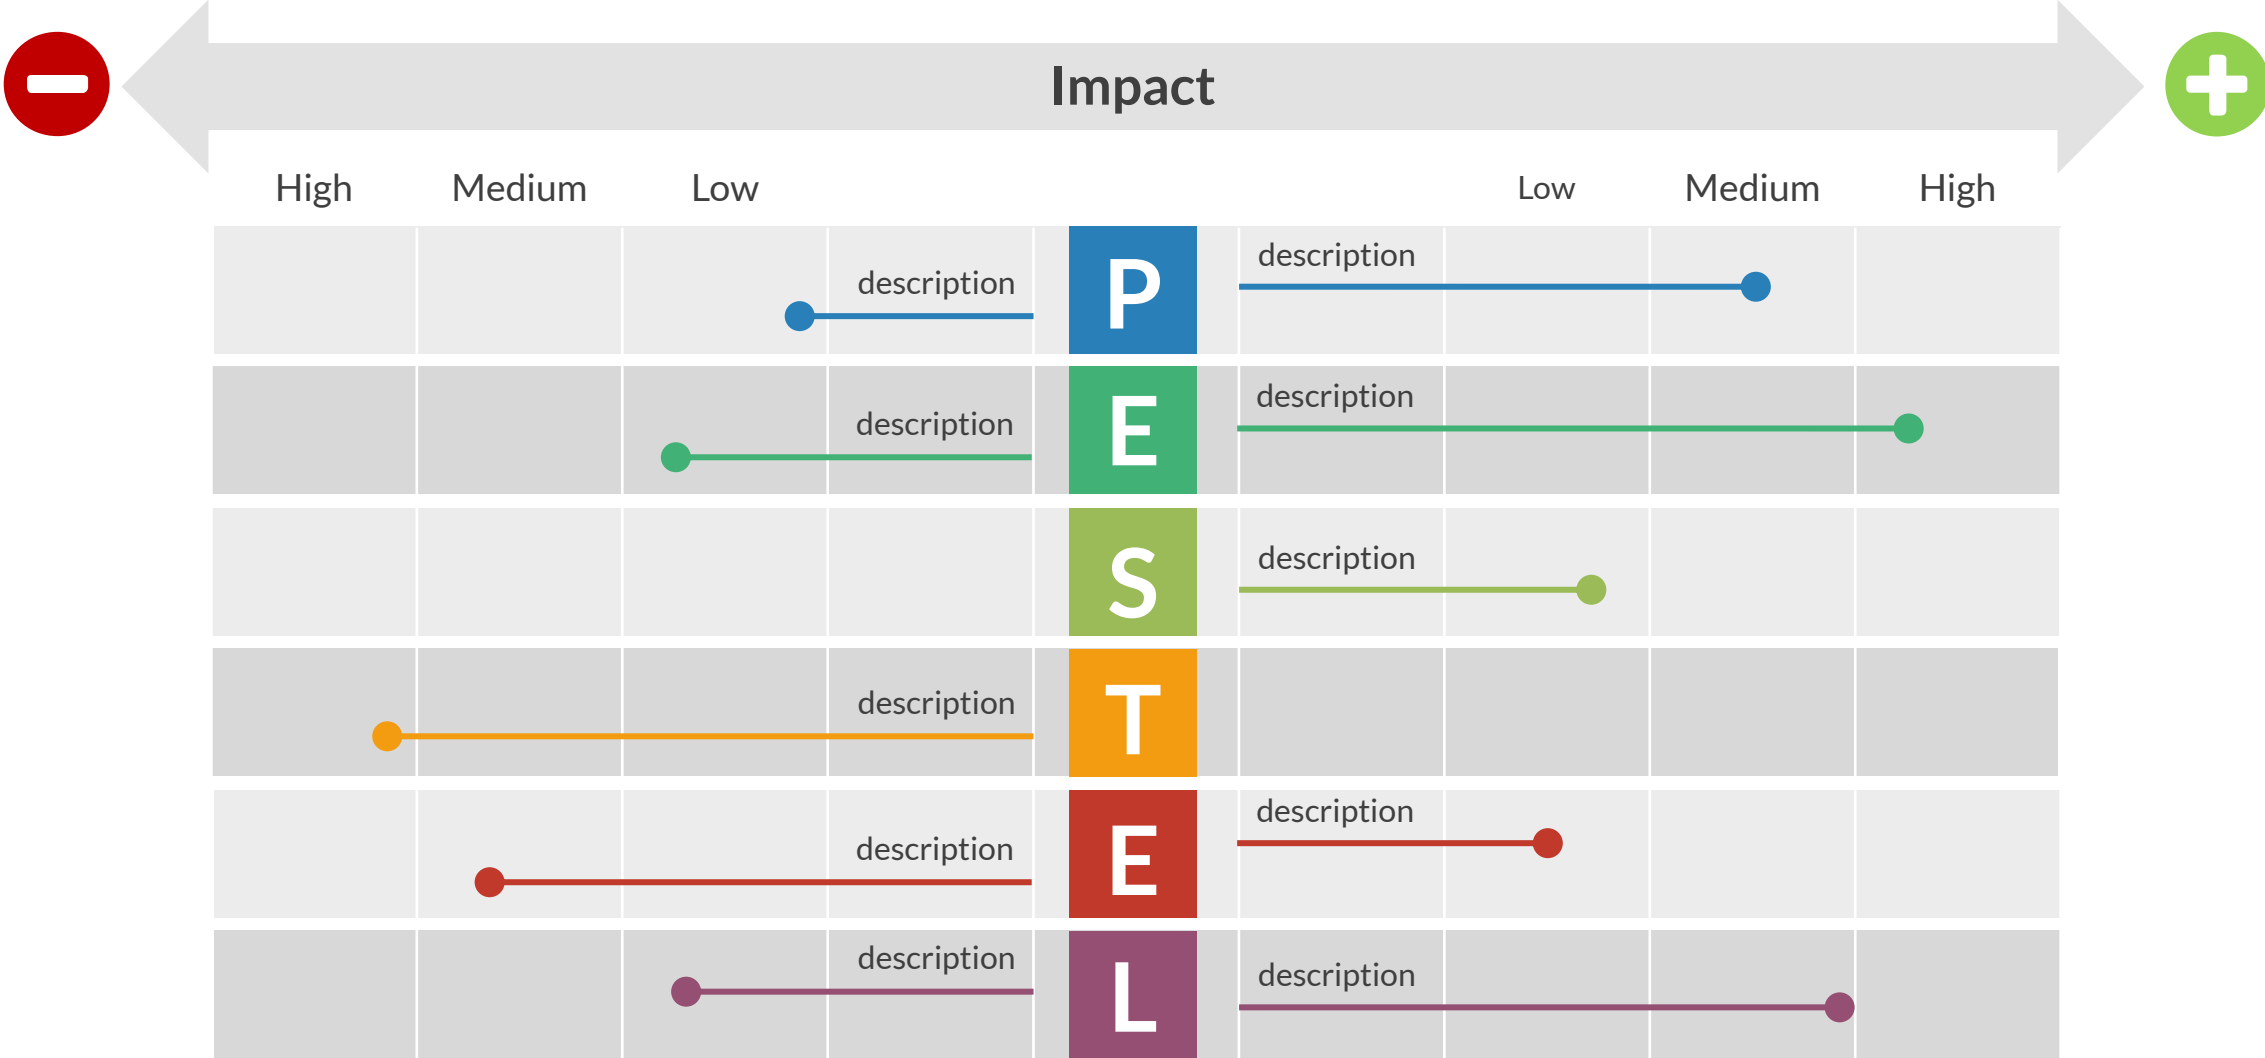 Impact
High Medium Low Low Medium High
description P description
description E description
S description
description T
description E description
description L description